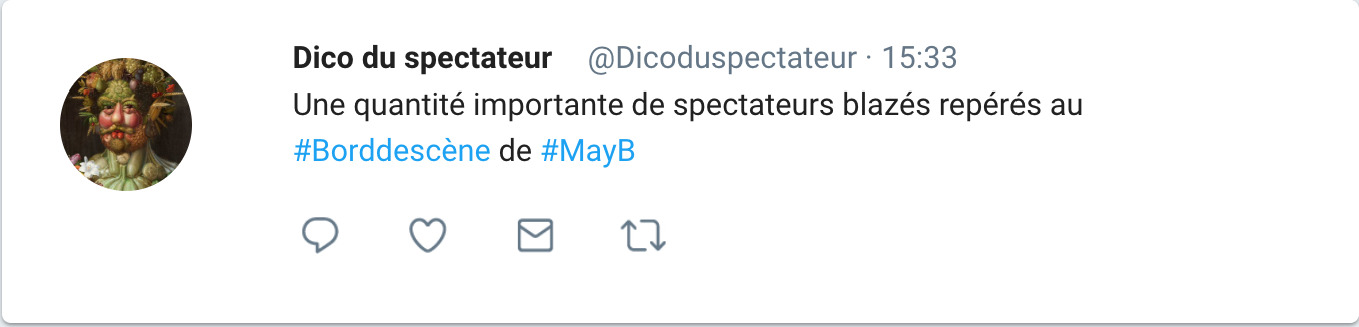 Dico du spectateur @Dicoduspectateur · 15:33
Une quantité importante de spectateurs blazés repérés au
#Borddescène de #MayB